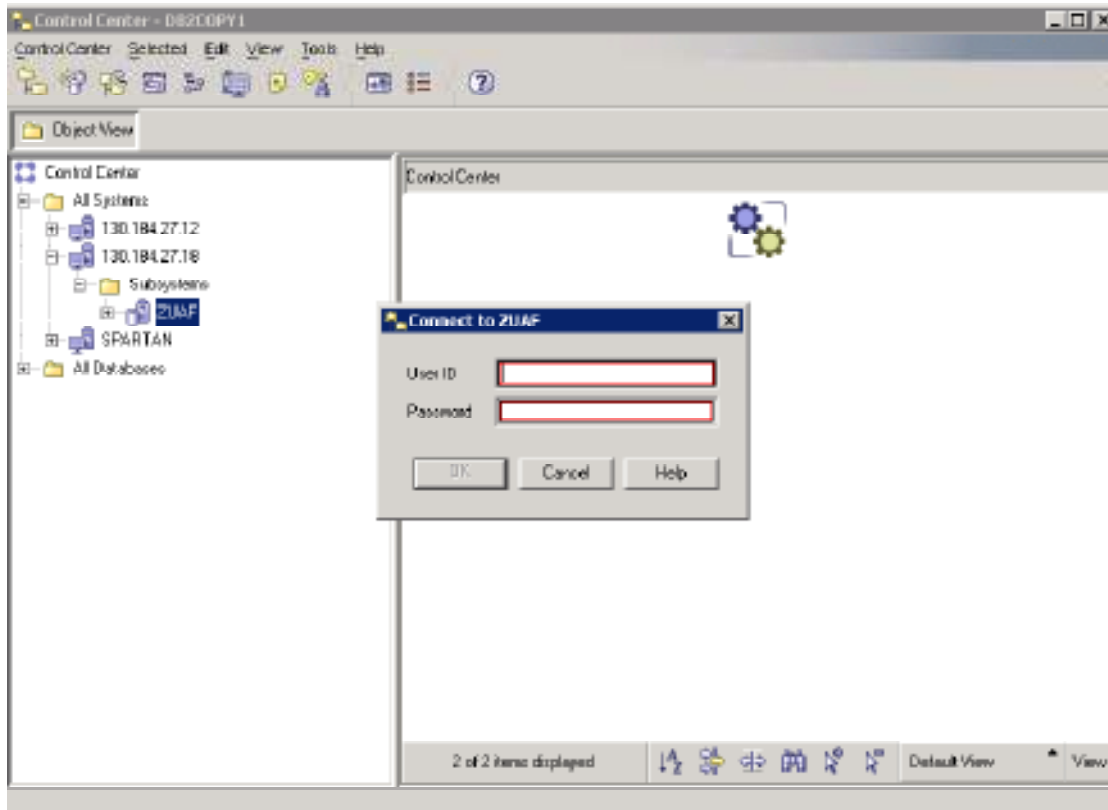 Control Center - DB2COPY1
Control Center Selected Edit View Tools Help
Object View
Control Center
All Systems
130.184.27.12
130.184.27.18
Subsystems
ZUAF
SPARTAN
All Databases
Control Center
Connect to ZUAF
User ID
Password
OK Cancel Help
2 of 2 items displayed Default View View